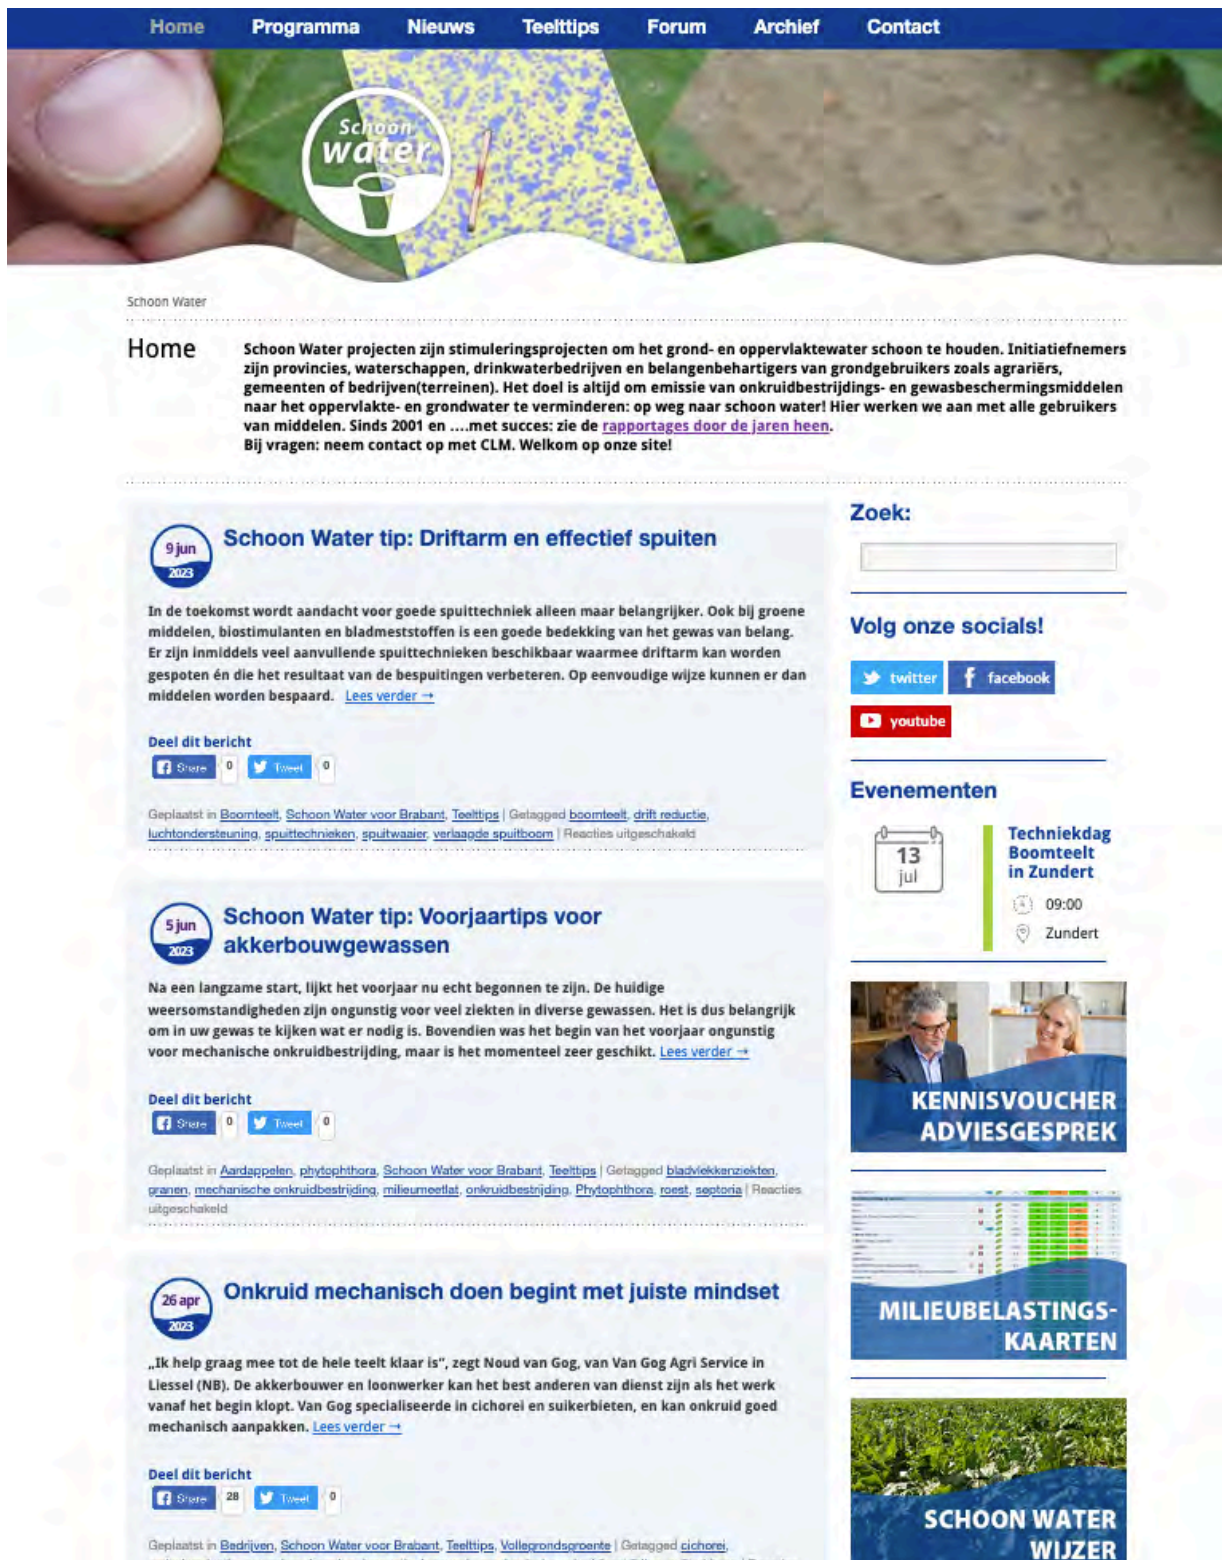 Home Programma Nieuws Teelttips Forum Archief Contact
Schoon
water
Schoon Water
Home
Schoon Water projecten zijn stimuleringsprojecten om het grond- en oppervlaktewater schoon te houden. Initiatiefnemers
zijn provincies, waterschappen, drinkwaterbedrijven en belangenbehartigers van grondgebruikers zoals agrariërs,
gemeenten of bedrijven(terreinen). Het doel is altijd om emissie van onkruidbestrijdings- en gewasbeschermingsmiddelen
naar het oppervlakte- en grondwater te verminderen: op weg naar schoon water! Hier werken we aan met alle gebruikers
van middelen. Sinds 2001 en ....met succes: zie de rapportages door de jaren heen.
Bij vragen: neem contact op met CLM. Welkom op onze site!
9 jun
2023
Schoon Water tip: Driftarm en effectief spuiten
In de toekomst wordt aandacht voor goede spuittechniek alleen maar belangrijker. Ook bij groene
middelen, biostimulanten en bladmeststoffen is een goede bedekking van het gewas van belang.
Er zijn inmiddels veel aanvullende spuittechnieken beschikbaar waarmee driftarm kan worden
gespoten én die het resultaat van de bespuitingen verbeteren. Op eenvoudige wijze kunnen er dan
middelen worden bespaard. Lees verder →
Deel dit bericht
Share 0 Tweet 0
Geplaatst in Boomteelt, Schoon Water voor Brabant, Teelttips | Getagged boomteelt, drift reductie,
luchtondersteuning, spuittechnieken, spuitwaaier, verlaagde spuitboom | Reacties uitgeschakeld
5 jun
2023
Schoon Water tip: Voorjaartips voor
akkerbouwgewassen
Na een langzame start, lijkt het voorjaar nu echt begonnen te zijn. De huidige
weersomstandigheden zijn ongunstig voor veel ziekten in diverse gewassen. Het is dus belangrijk
om in uw gewas te kijken wat er nodig is. Bovendien was het begin van het voorjaar ongunstig
voor mechanische onkruidbestrijding, maar is het momenteel zeer geschikt. Lees verder →
Deel dit bericht
Share 0 Tweet 0
Geplaatst in Aardappelen, phytophthora, Schoon Water voor Brabant, Teelttips | Getagged bladvlekkenziekten,
granen, mechanische onkruidbestrijding, milieumeetlat, onkruidbestrijding, Phytophthora, roest, septoria | Reacties
uitgeschakeld
26 apr
2023
Onkruid mechanisch doen begint met juiste mindset
„Ik help graag mee tot de hele teelt klaar is", zegt Noud van Gog, van Van Gog Agri Service in
Liessel (NB). De akkerbouwer en loonwerker kan het best anderen van dienst zijn als het werk
vanaf het begin klopt. Van Gog specialiseerde in cichorei en suikerbieten, en kan onkruid goed
mechanisch aanpakken. Lees verder →
Deel dit bericht
Share 28 Tweet 0
Geplaatst in Bedrijven, Schoon Water voor Brabant, Teelttips, Vollegrondsgroente | Getagged cichorei,
Zoek:
Volg onze socials!
twitter facebook
youtube
Evenementen
13
jul
Techniekdag
Boomteelt
in Zundert
09:00
Zundert
KENNISVOUCHER
ADVIESGESPREK
MILIEUBELASTINGS-
KAARTEN
SCHOON WATER
WIJZER